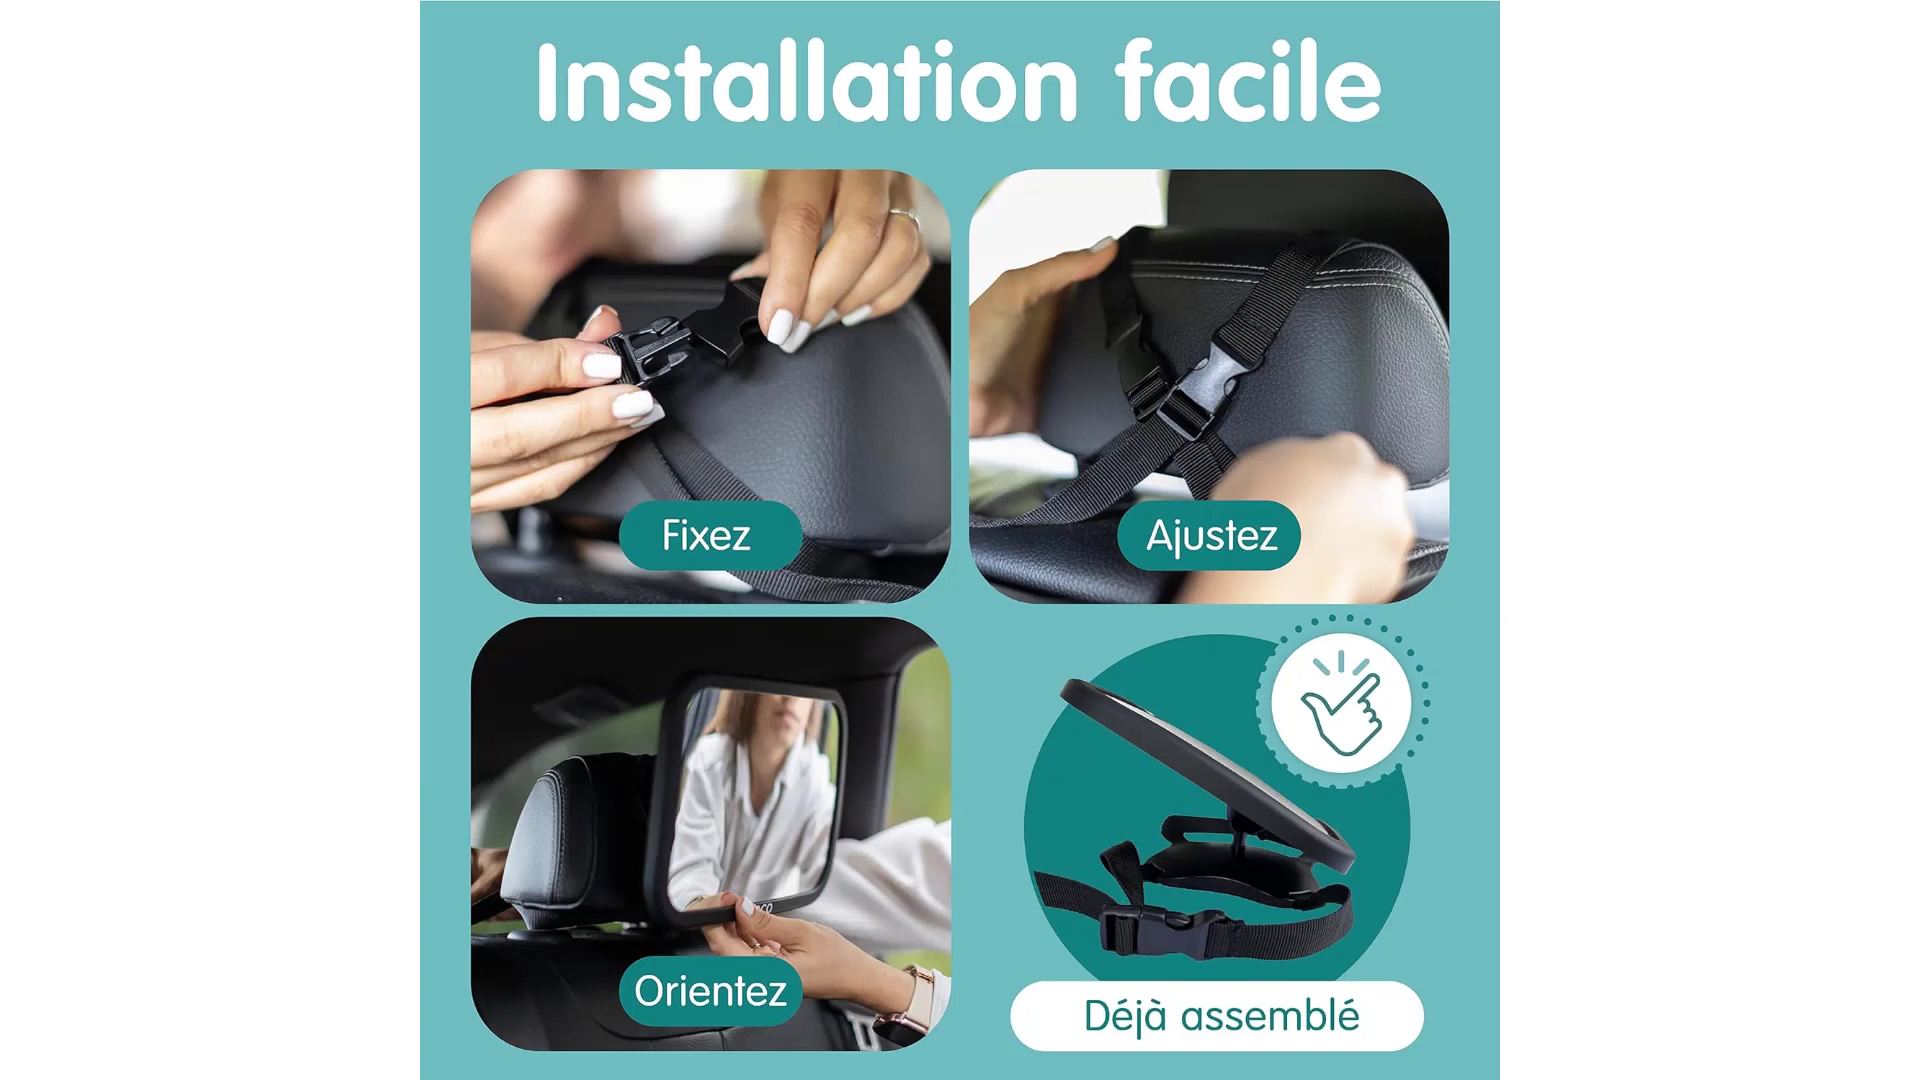 Installation facile
Fixez
Ajustez
Orientez
Déjà assemblé